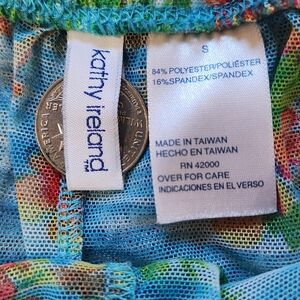 kathy ireland
S
84% POLYESTER/POLIÉSTER
16%SPANDEX/SPANDEX
MADE IN TAIWAN
HECHO EN TAIWAN
RN 42000
OVER FOR CARE
INDICACIONES EN EL VERSO